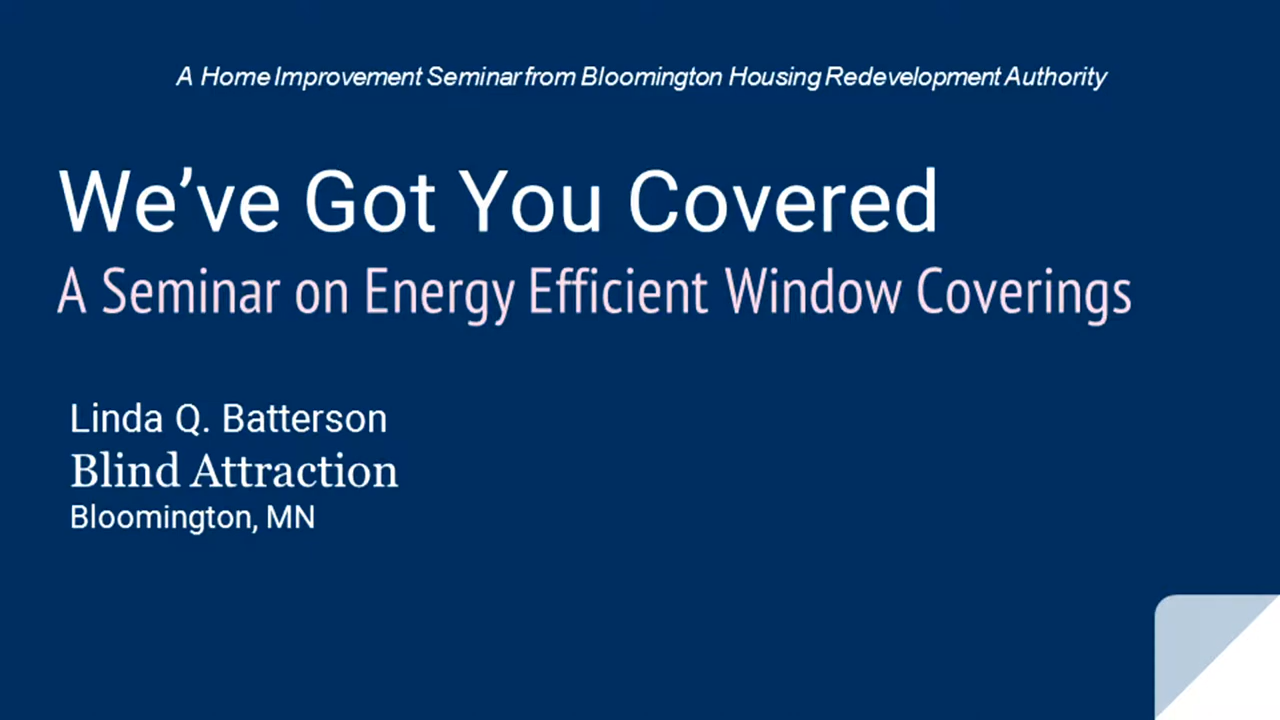 A Home Improvement Seminar from Bloomington Housing Redevelopment Authority
We’ve Got You Covered
A Seminar on Energy Efficient Window Coverings
Linda Q. Batterson
Blind Attraction
Bloomington, MN